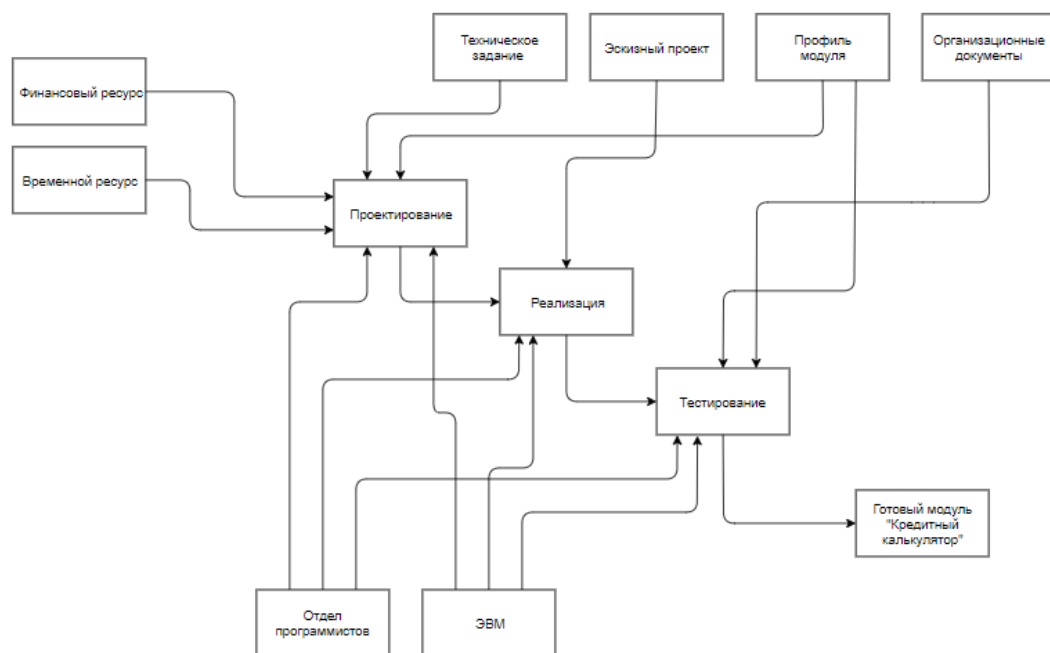 Техническое
задание
Эскизный проект
Профиль
модуля
Организационные
документы
Финансовый ресурс
Временной ресурс
Проектирование
Реализация
Тестирование
Готовый модуль
"Кредитный
калькулятор"
Отдел
программистов
ЭВМ